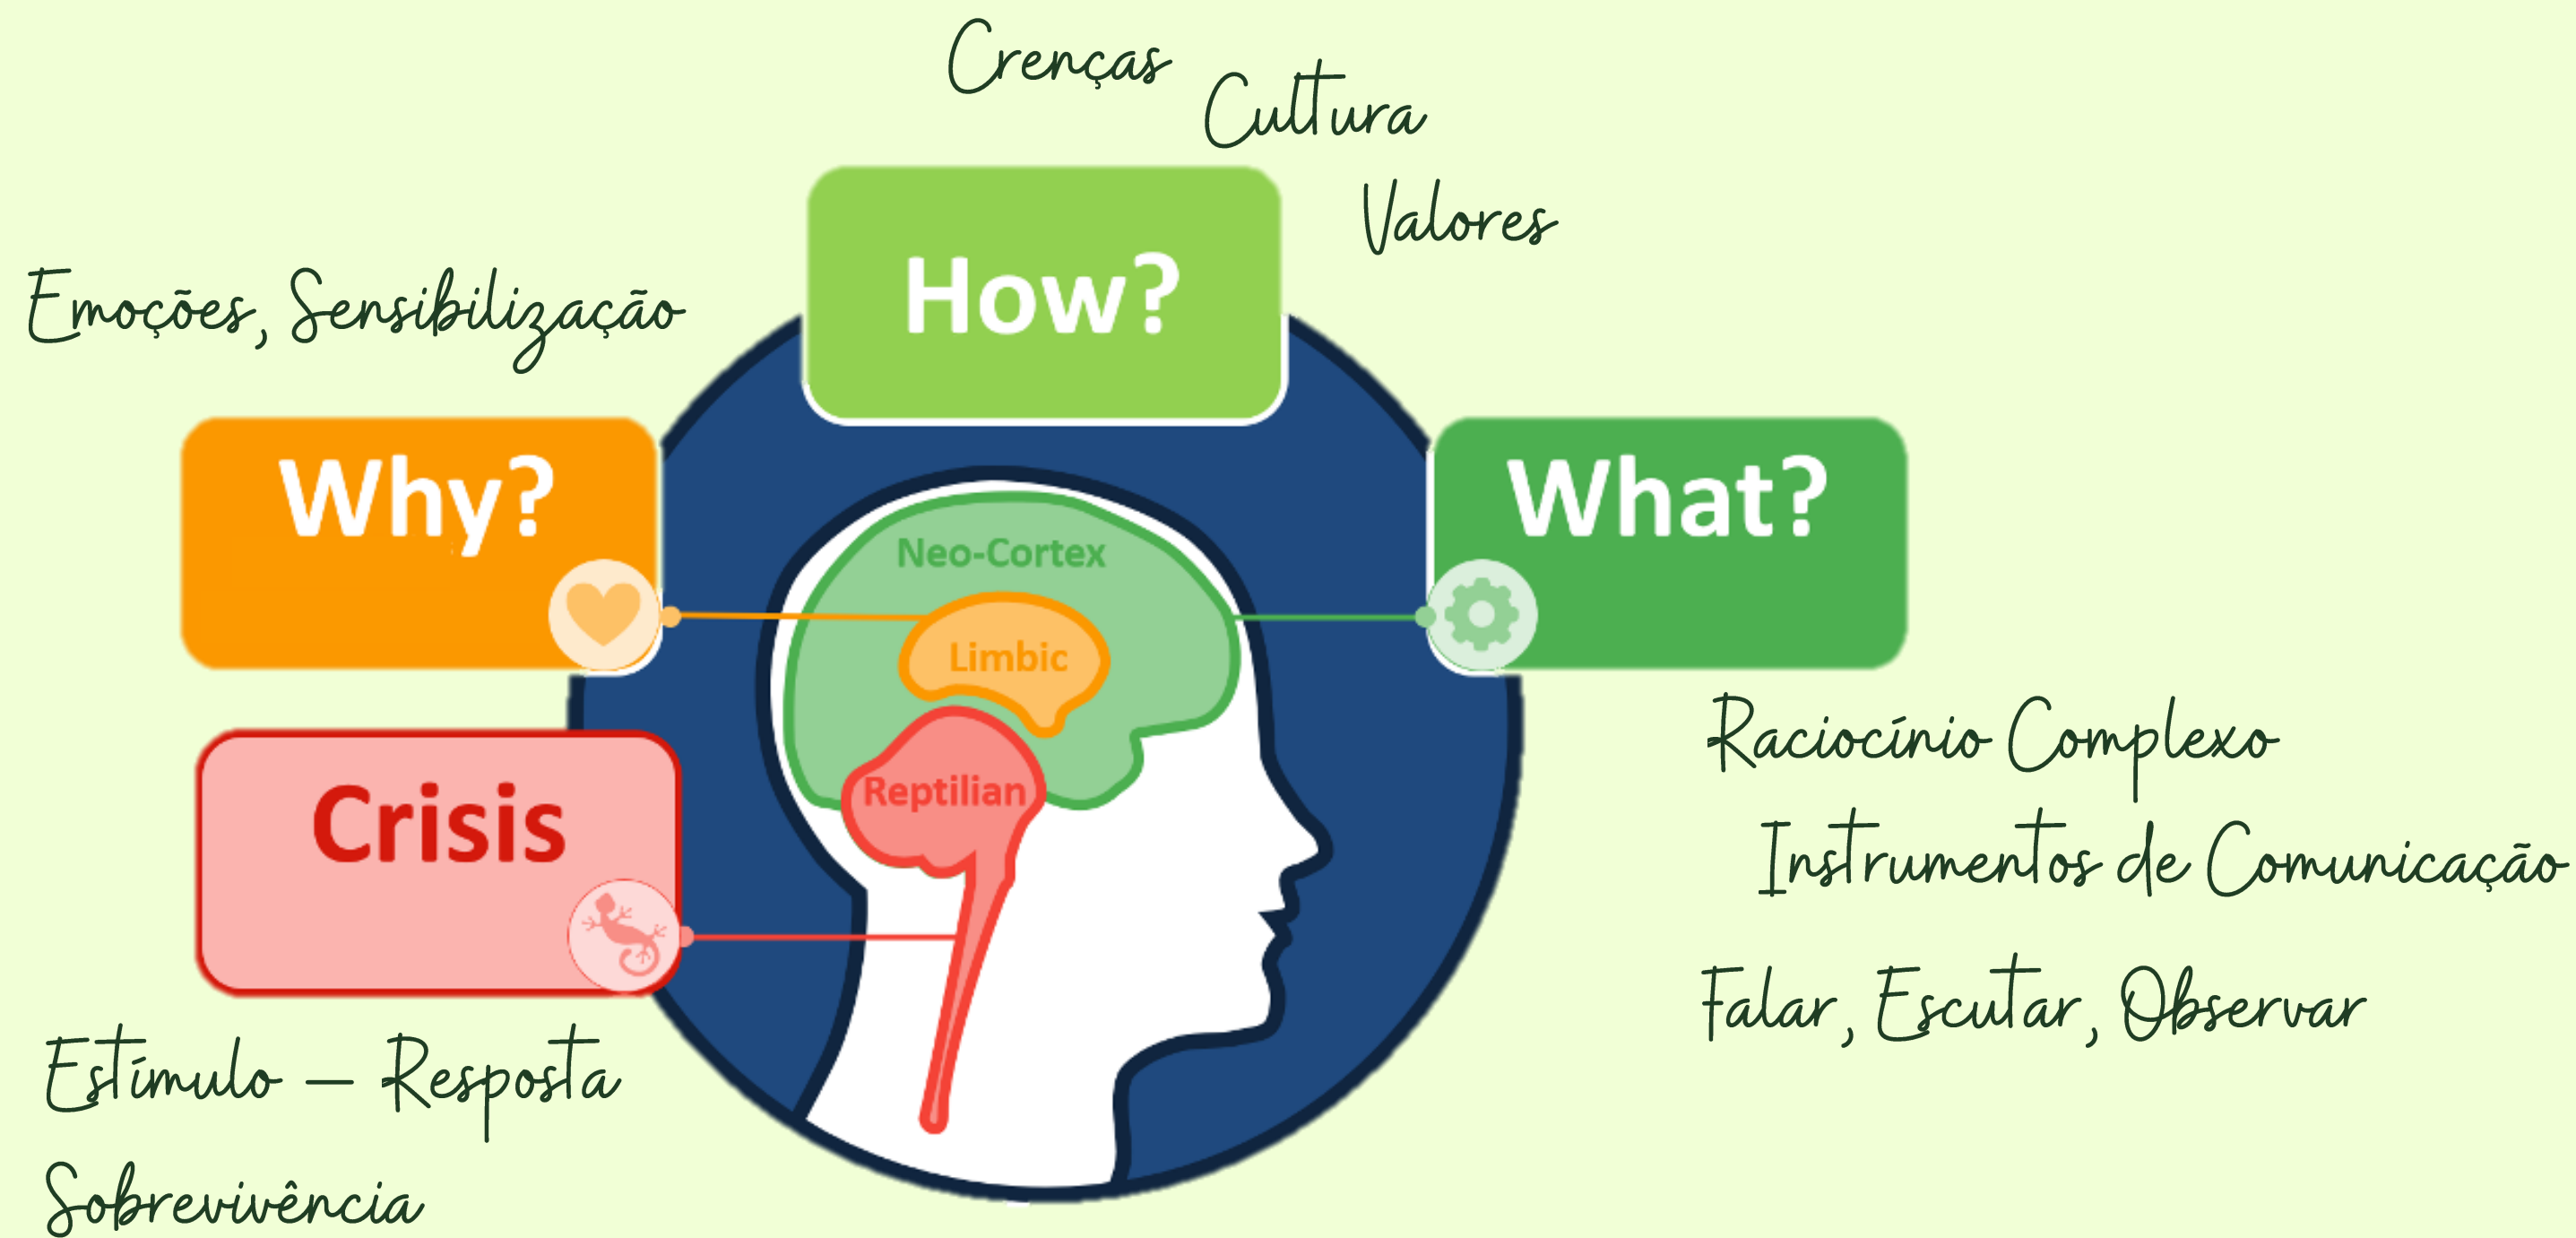 Crenças
Cultura
Valores
How?
Emoções, Sensibilização
Why?
What?
Neo-Cortex
Limbic
Reptilian
Crisis
Raciocínio Complexo
Instrumentos de Comunicação
Falar, Escutar, Observar
Estímulo – Resposta
Sobrevivência